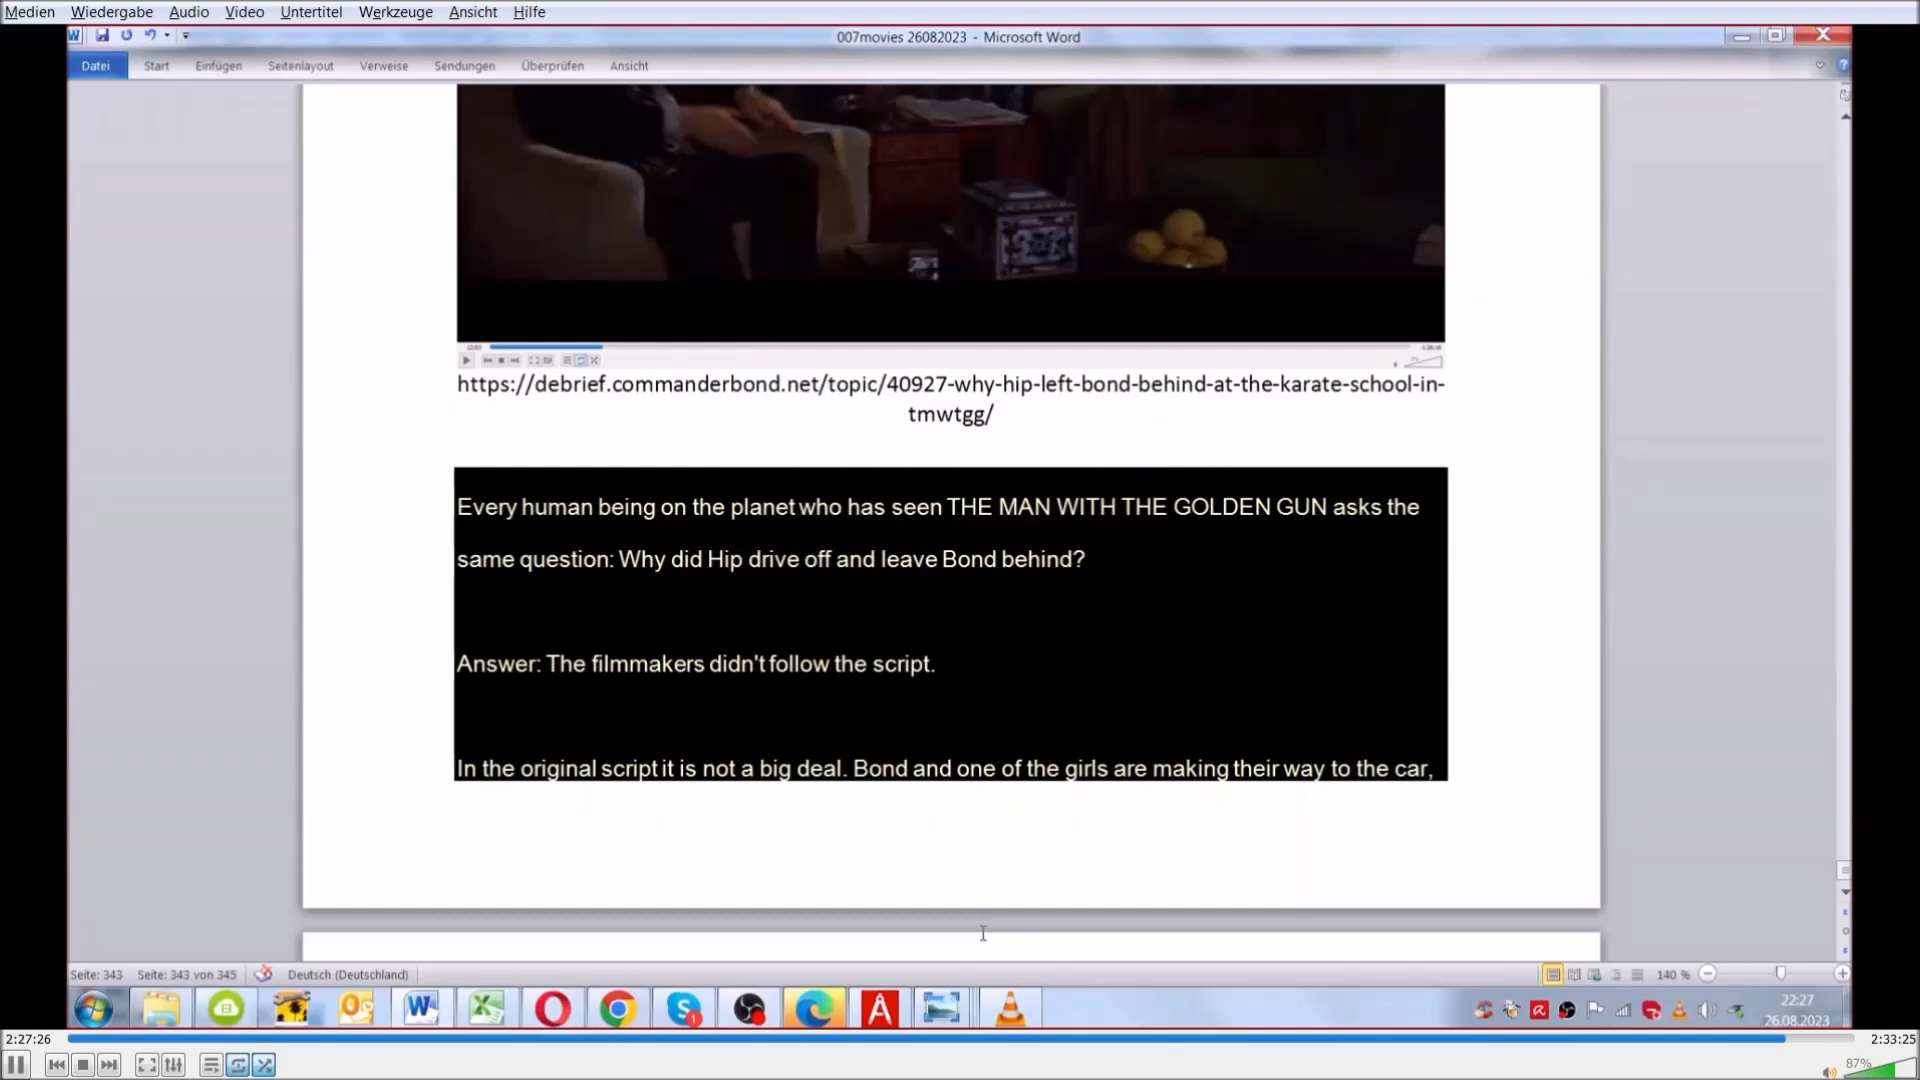 Medien Wiedergabe Audio Video Untertitel Werkzeuge Ansicht Hilfe
007movies 26082023 - Microsoft Word
Datei Start Einfügen Seitenlayout Verweise Sendungen Überprüfen Ansicht
https://debrief.commanderbond.net/topic/40927-why-hip-left-bond-behind-at-the-karate-school-in-
tmwtgg/
Every human being on the planet who has seen THE MAN WITH THE GOLDEN GUN asks the
same question: Why did Hip drive off and leave Bond behind?
Answer: The filmmakers didn't follow the script.
In the original script it is not a big deal. Bond and one of the girls are making their way to the car,
Seite: 343 Seite: 343 von 345 Deutsch (Deutschland) 140 %
22:27
26.08.2023
2:27:26 2:33:25
87%